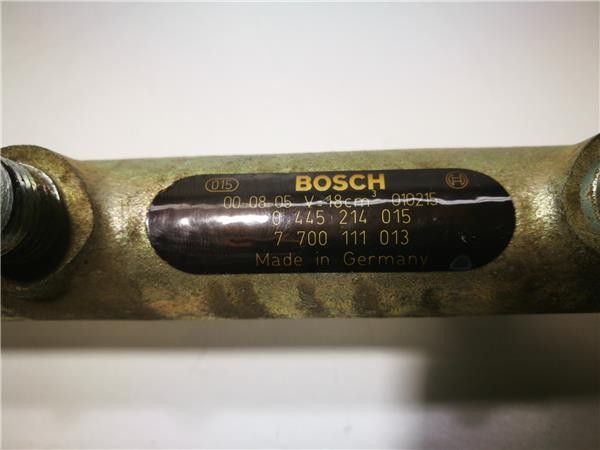 015 BOSCH
00 08 05 V=18cm³ 010215
0 445 214 015
7 700 111 013
Made in Germany